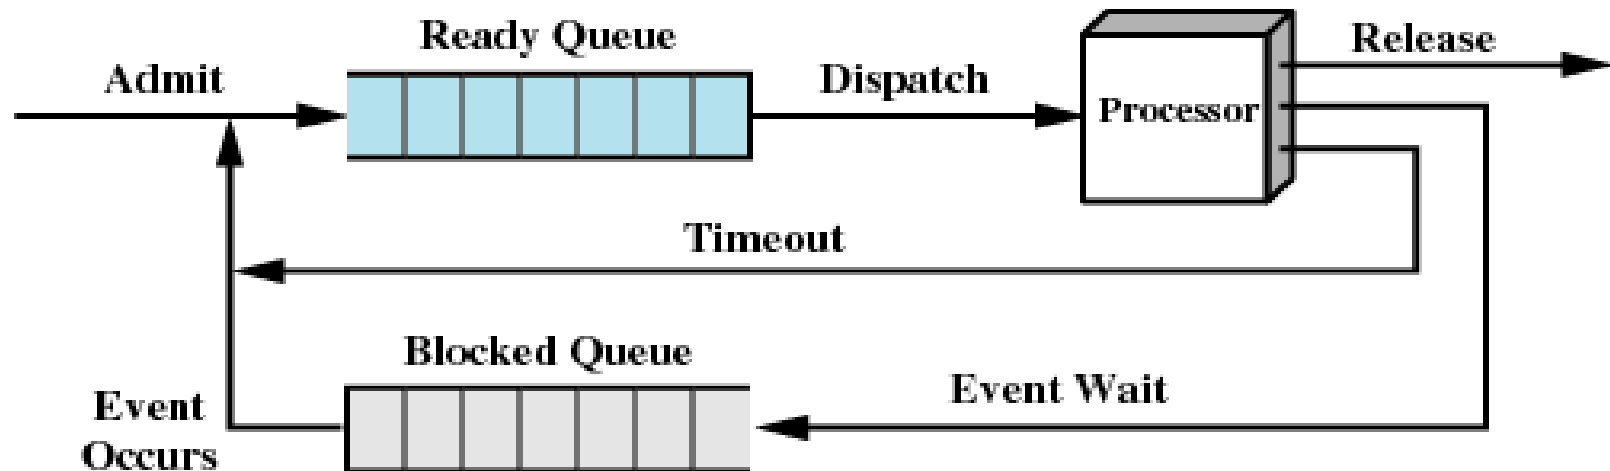 Ready Queue
Release
Admit
Dispatch
Processor
Timeout
Blocked Queue
Event Wait
Event
Occurs